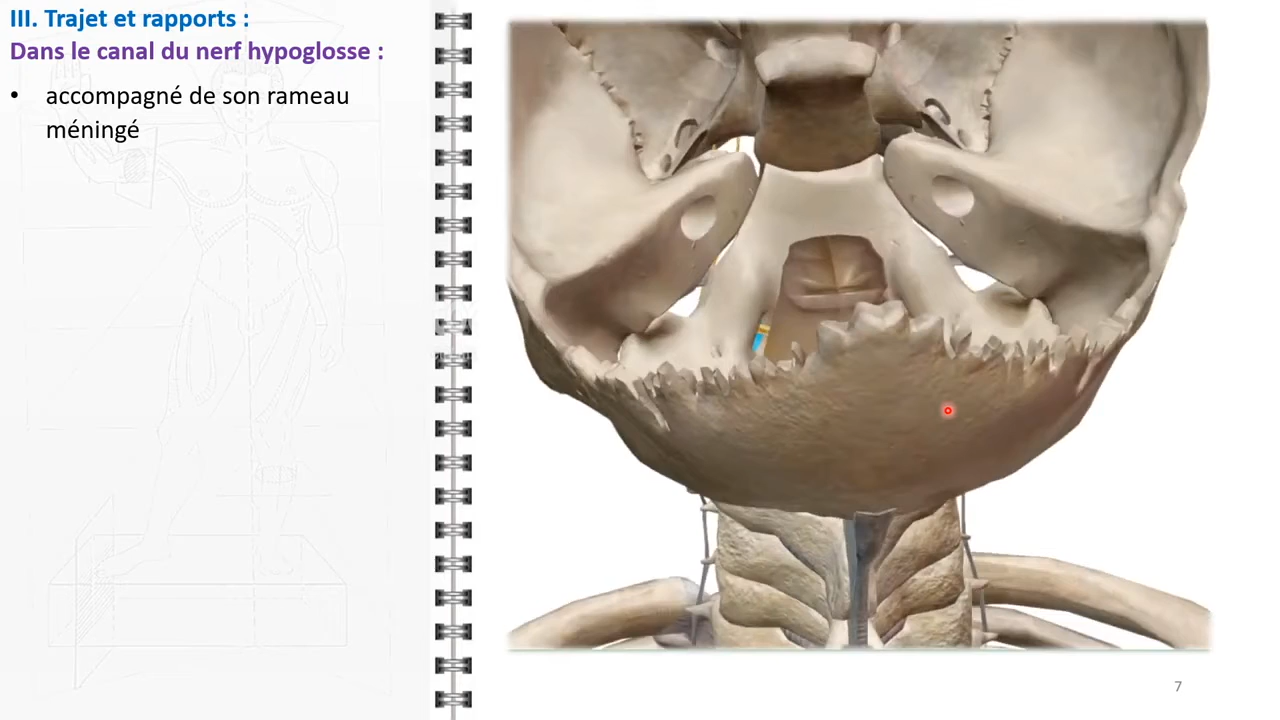 III. Trajet et rapports :
Dans le canal du nerf hypoglosse :
• accompagné de son rameau
méningé
7